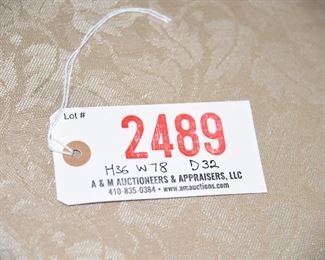 Lot #
2489
H36 W78 D32
A & M AUCTIONEERS & APPRAISERS, LLC
410-835-0384 • www.amauctions.com